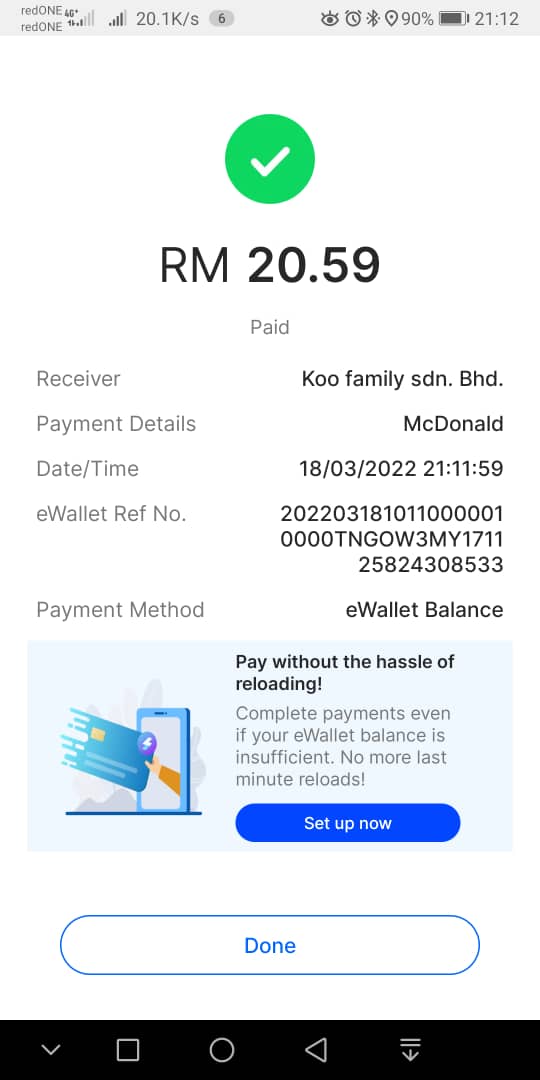 redONE 4G+ 20.1K/s 6 90% 21:12
redONE
RM 20.59
Paid
Receiver Koo family sdn. Bhd.
Payment Details McDonald
Date/Time 18/03/2022 21:11:59
eWallet Ref No. 202203181011000001
0000TNGOW3MY1711
25824308533
Payment Method eWallet Balance
Pay without the hassle of
reloading!
Complete payments even
if your eWallet balance is
insufficient. No more last
minute reloads!
Set up now
Done